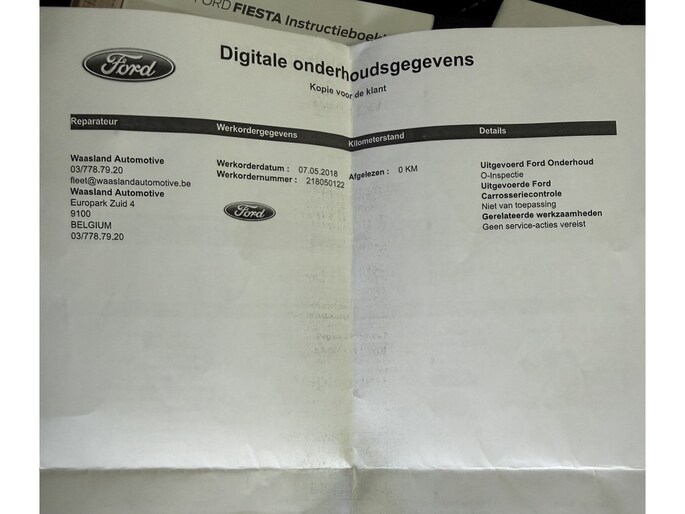 FORD FIESTA Instructieboek
Ford
Digitale onderhoudsgegevens
Kopie voor de klant
Reparateur
Werkordergegevens
Kilometerstand
Details
Waasland Automotive
03/778.79.20
fleet@waaslandautomotive.be
Waasland Automotive
Europark Zuid 4
9100
BELGIUM
03/778.79.20
Werkorderdatum : 07.05.2018
Werkordernummer : 218050122
Ford
Afgelezen : 0 KM
Uitgevoerd Ford Onderhoud
O-Inspectie
Uitgevoerde Ford
Carrosseriecontrole
Niet van toepassing
Gerelateerde werkzaamheden
Geen service-acties vereist